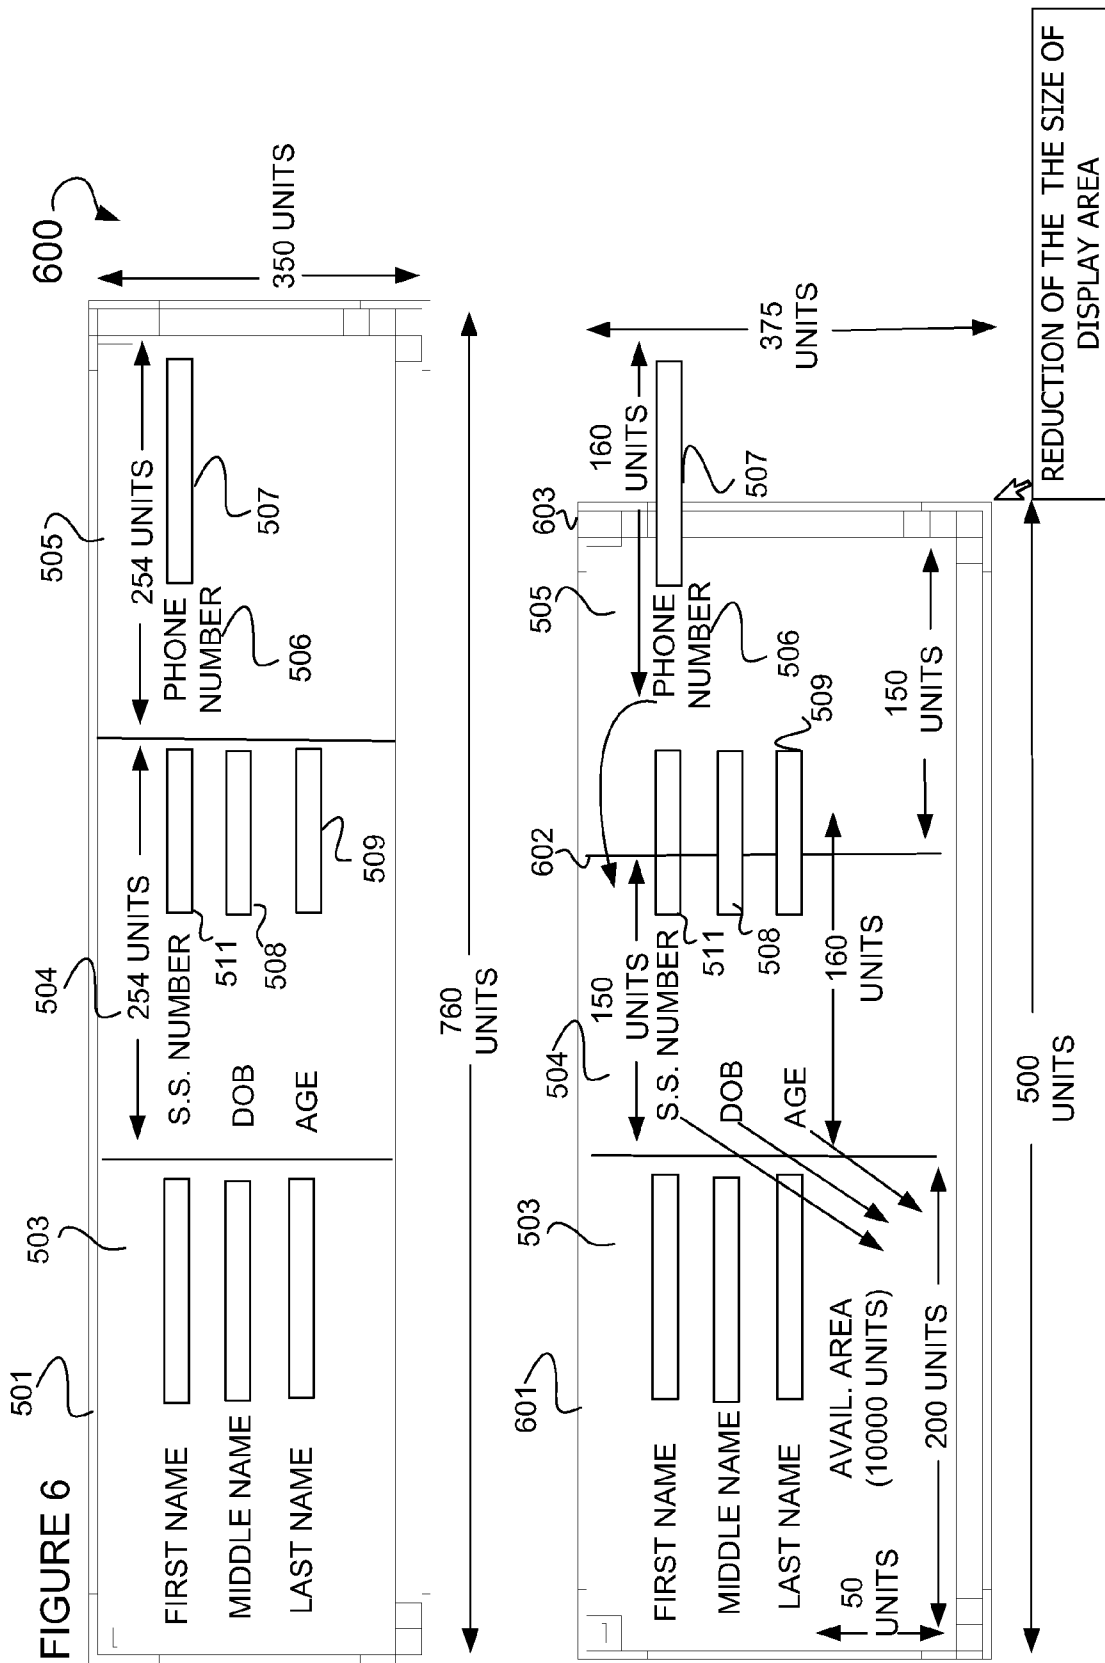 FIGURE 6
600
501
503
504
505
254 UNITS
254 UNITS
350 UNITS
FIRST NAME
S.S. NUMBER
PHONE
NUMBER
511
506
507
MIDDLE NAME
DOB
508
LAST NAME
AGE
509
760
UNITS
601
503
504
602
505
603
150
UNITS
160
UNITS
375
UNITS
FIRST NAME
S.S. NUMBER
PHONE
NUMBER
511
506
507
MIDDLE NAME
DOB
508
LAST NAME
AGE
509
50
UNITS
AVAIL. AREA
(10000 UNITS)
160
UNITS
150
UNITS
200 UNITS
500
UNITS
REDUCTION OF THE THE SIZE OF
DISPLAY AREA